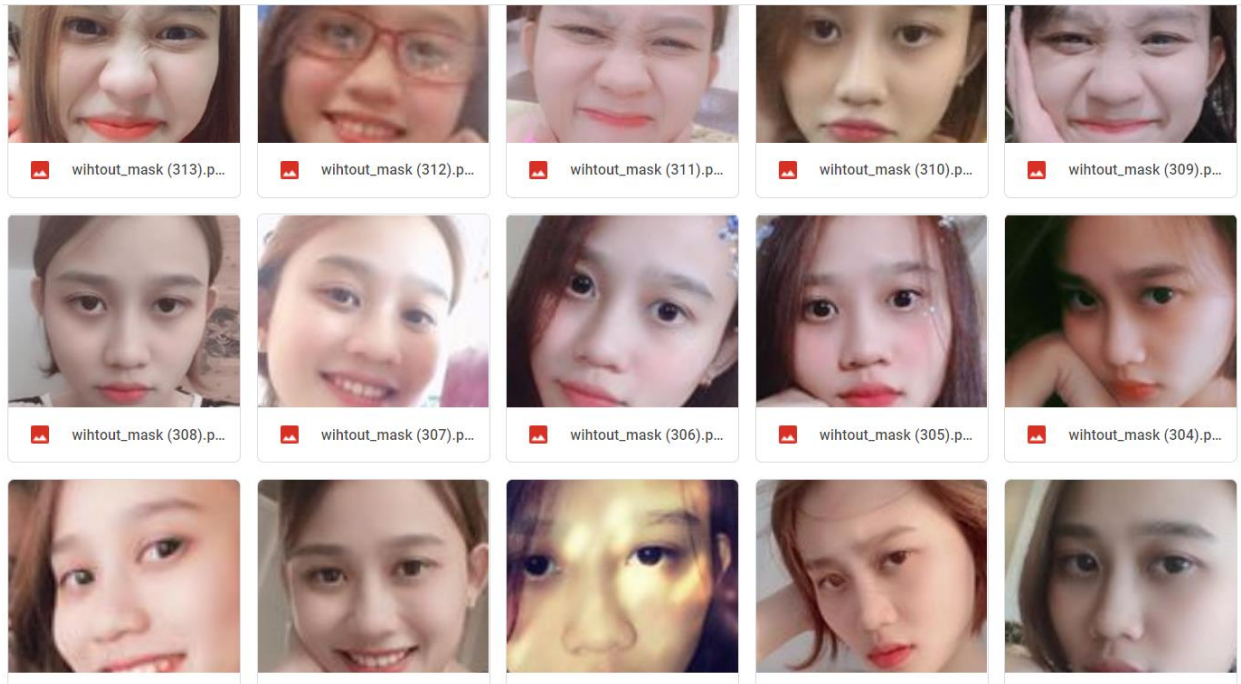 wihtout_mask (313).p...
wihtout_mask (312).p...
wihtout_mask (311).p...
wihtout_mask (310).p...
wihtout_mask (309).p...
wihtout_mask (308).p...
wihtout_mask (307).p...
wihtout_mask (306).p...
wihtout_mask (305).p...
wihtout_mask (304).p...